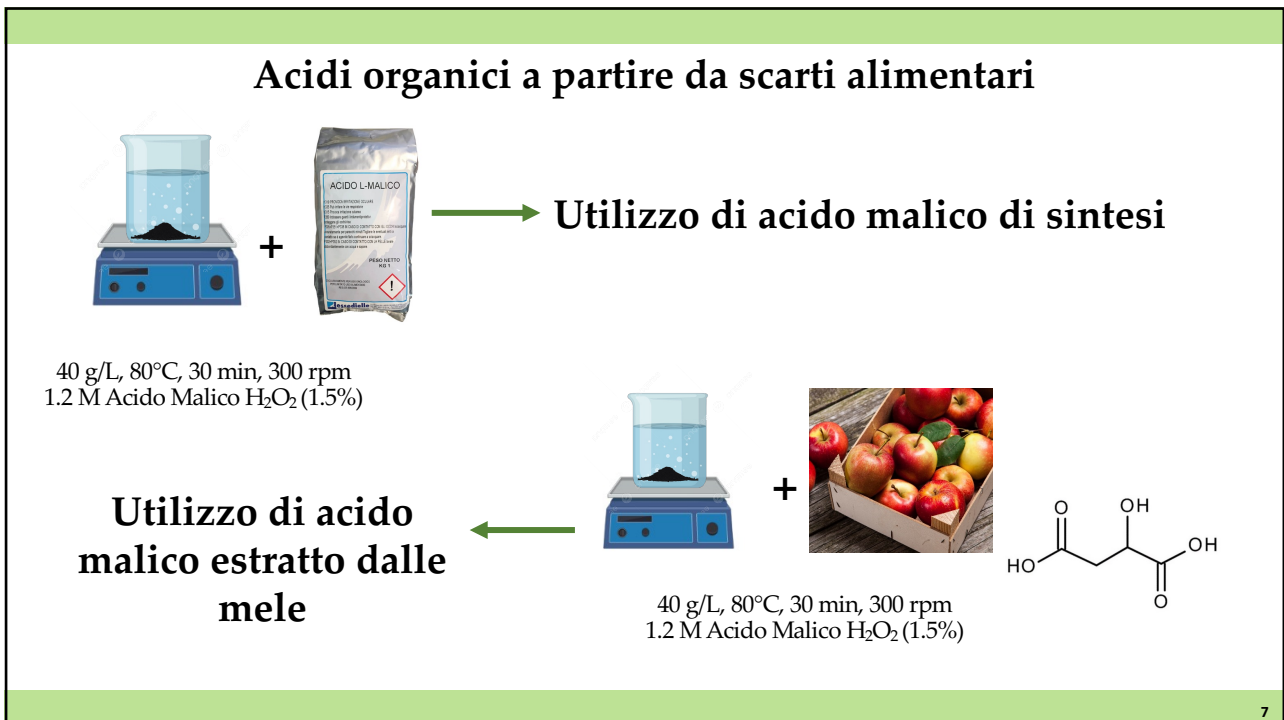 Acidi organici a partire da scarti alimentari
ACIDO L-MALICO
PESO NETTO
KG 1
+
Utilizzo di acido malico di sintesi
40 g/L, 80°C, 30 min, 300 rpm
1.2 M Acido Malico H₂O₂ (1.5%)
Utilizzo di acido
malico estratto dalle
mele
+
40 g/L, 80°C, 30 min, 300 rpm
1.2 M Acido Malico H₂O₂ (1.5%)
O
OH
HO
OH
O
7